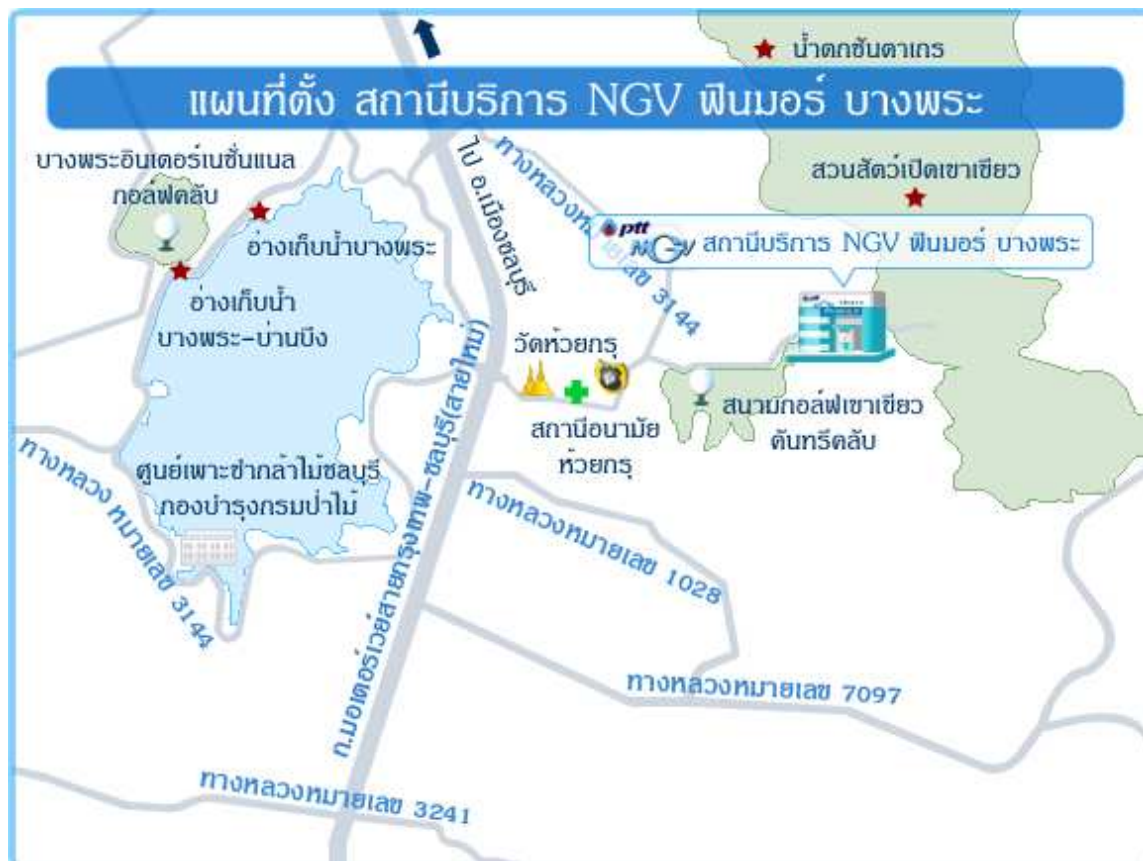 น้ำตกชันตาเถร
แผนที่ตั้ง สถานีบริการ NGV ฟินมอร์ บางพระ
บางพระอินเตอร์เนชั่นแนล
กอล์ฟคลับ
ไป อ.เมืองชลบุรี
ทางหลวงหมายเลข 3144
สวนสัตว์เปิดเขาเขียว
อ่างเก็บน้ำบางพระ
ptt
NGV
สถานีบริการ NGV ฟินมอร์ บางพระ
อ่างเก็บน้ำ
บางพระ-บ่านบึง
วัดห้วยกรุ
สถานีอนามัย
ห้วยกรุ
สนามกอล์ฟเขาเขียว
คันทรีคลับ
ศูนย์เพาะชำกล้าไม้ชลบุรี
กองบำรุงกรมป่าไม้
ทางหลวง หมายเลข 3144
ถ.มอเตอร์เวย์สายกรุงเทพ-ชลบุรี(สายใหม่)
ทางหลวงหมายเลข 1028
ทางหลวงหมายเลข 7097
ทางหลวงหมายเลข 3241